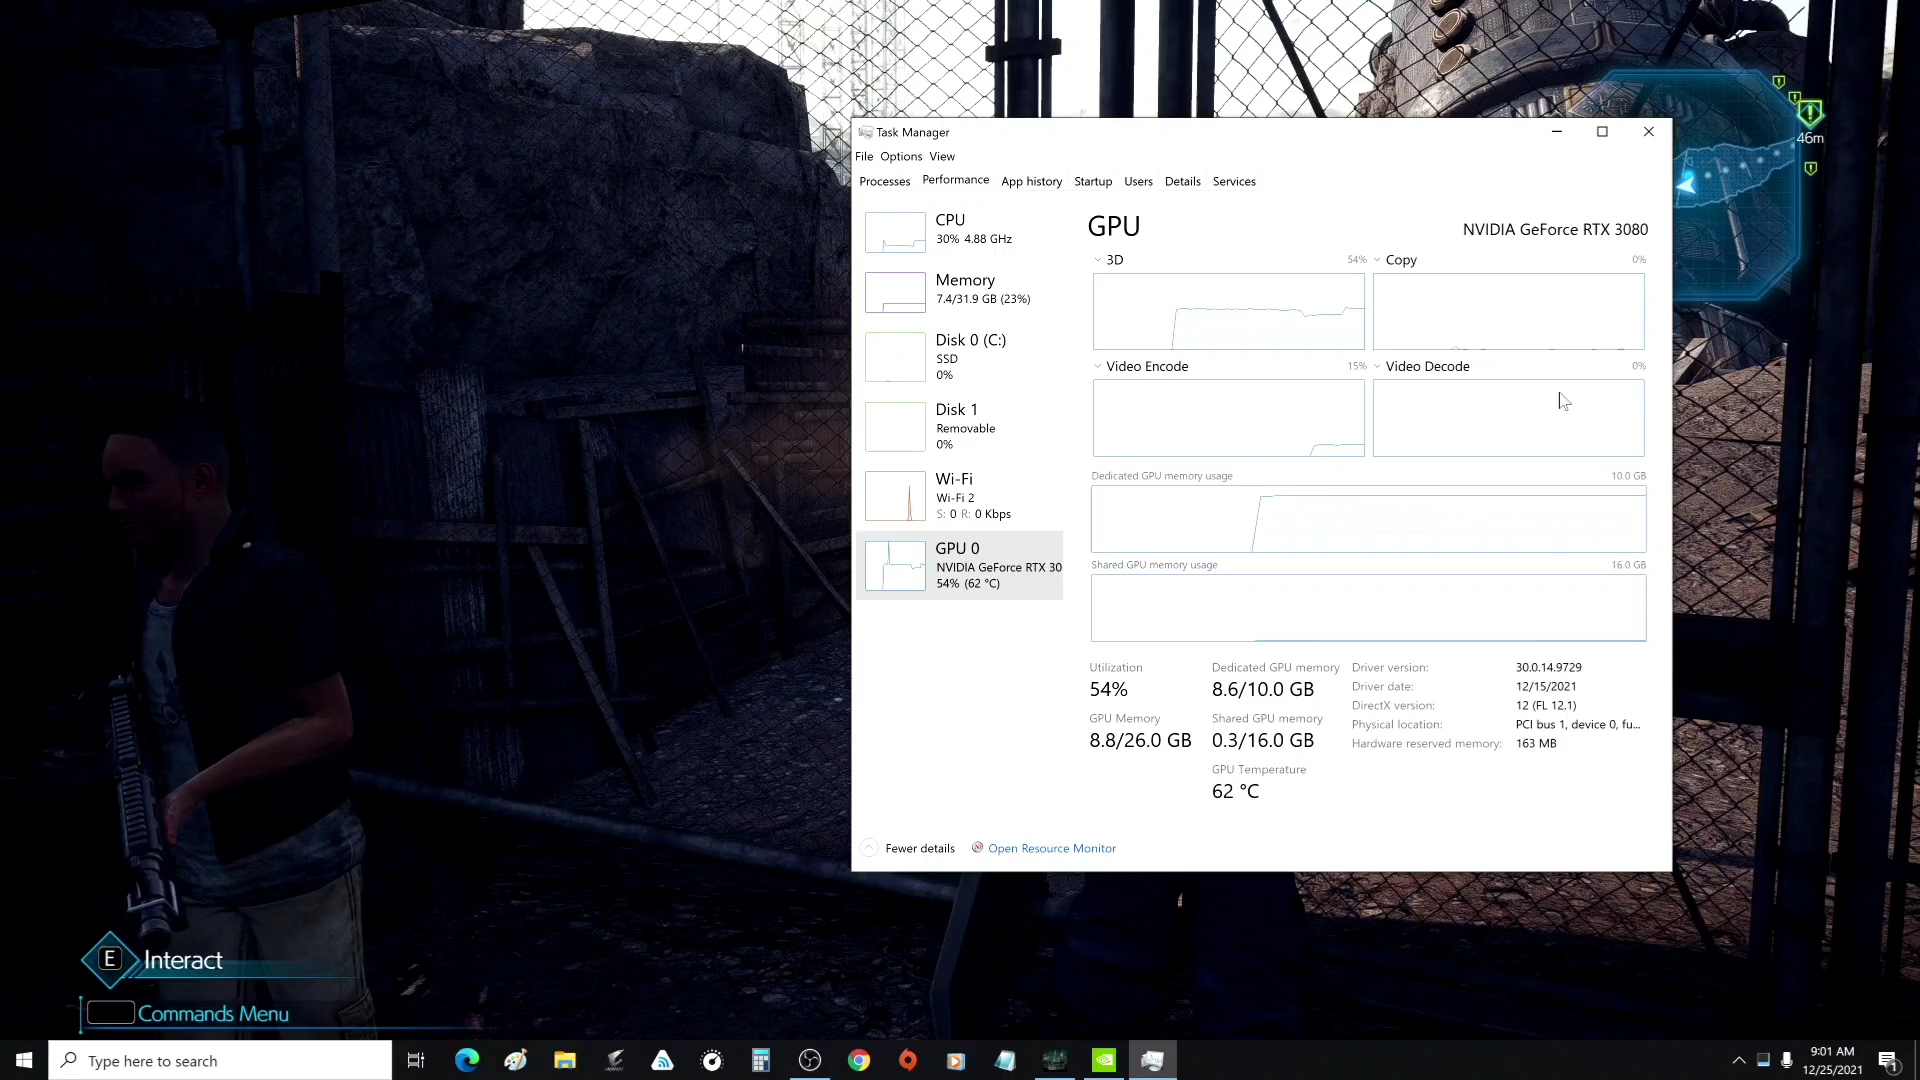 46m
Task Manager
File Options View
Processes Performance App history Startup Users Details Services
CPU
30% 4.88 GHz
Memory
7.4/31.9 GB (23%)
Disk 0 (C:)
SSD
0%
Disk 1
Removable
0%
Wi-Fi
Wi-Fi 2
S: 0 R: 0 Kbps
GPU 0
NVIDIA GeForce RTX 30
54% (62 °C)
GPU NVIDIA GeForce RTX 3080
3D 54% Copy 0%
Video Encode 15% Video Decode 0%
Dedicated GPU memory usage 10.0 GB
Shared GPU memory usage 16.0 GB
Utilization
54%
Dedicated GPU memory
8.6/10.0 GB
GPU Memory
8.8/26.0 GB
Shared GPU memory
0.3/16.0 GB
GPU Temperature
62 °C
Driver version: 30.0.14.9729
Driver date: 12/15/2021
DirectX version: 12 (FL 12.1)
Physical location: PCI bus 1, device 0, fu...
Hardware reserved memory: 163 MB
Fewer details Open Resource Monitor
E Interact
Commands Menu
Type here to search
9:01 AM
12/25/2021
1